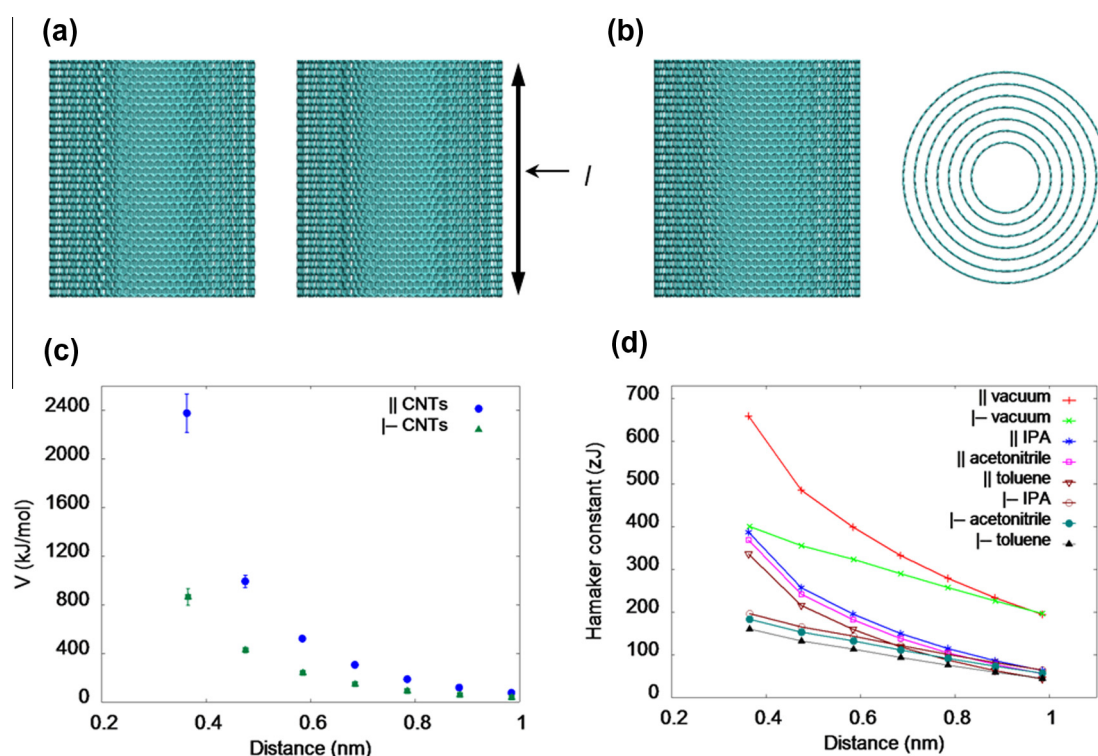 (a)
(b)
l
(c)
V (kJ/mol)
2400
2000
1600
1200
800
400
0
0.2 0.4 0.6 0.8 1
Distance (nm)
|| CNTs
|– CNTs
(d)
Hamaker constant (zJ)
700
600
500
400
300
200
100
0
0.2 0.4 0.6 0.8 1
Distance (nm)
|| vacuum
|– vacuum
|| IPA
|| acetonitrile
|| toluene
|– IPA
|– acetonitrile
|– toluene